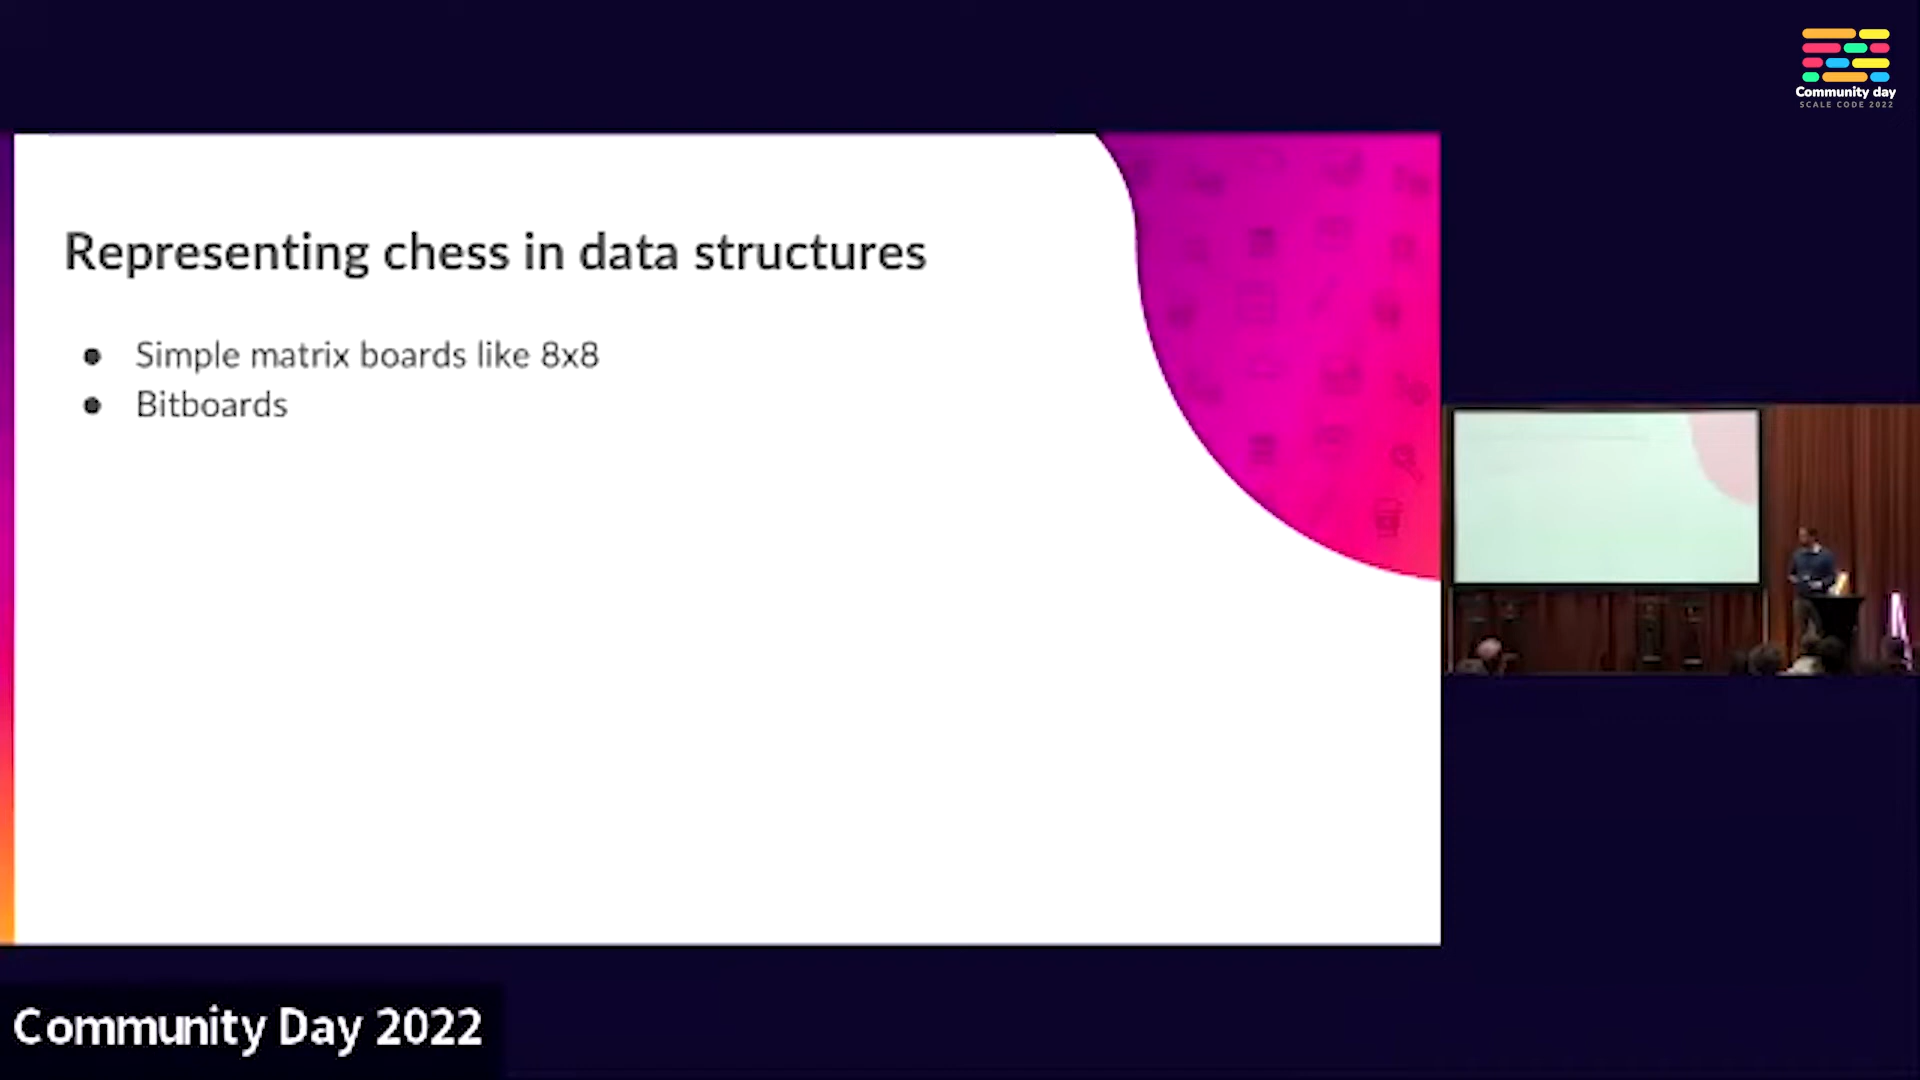 Community day
SCALE CODE 2022
Representing chess in data structures
● Simple matrix boards like 8x8
● Bitboards
Community Day 2022